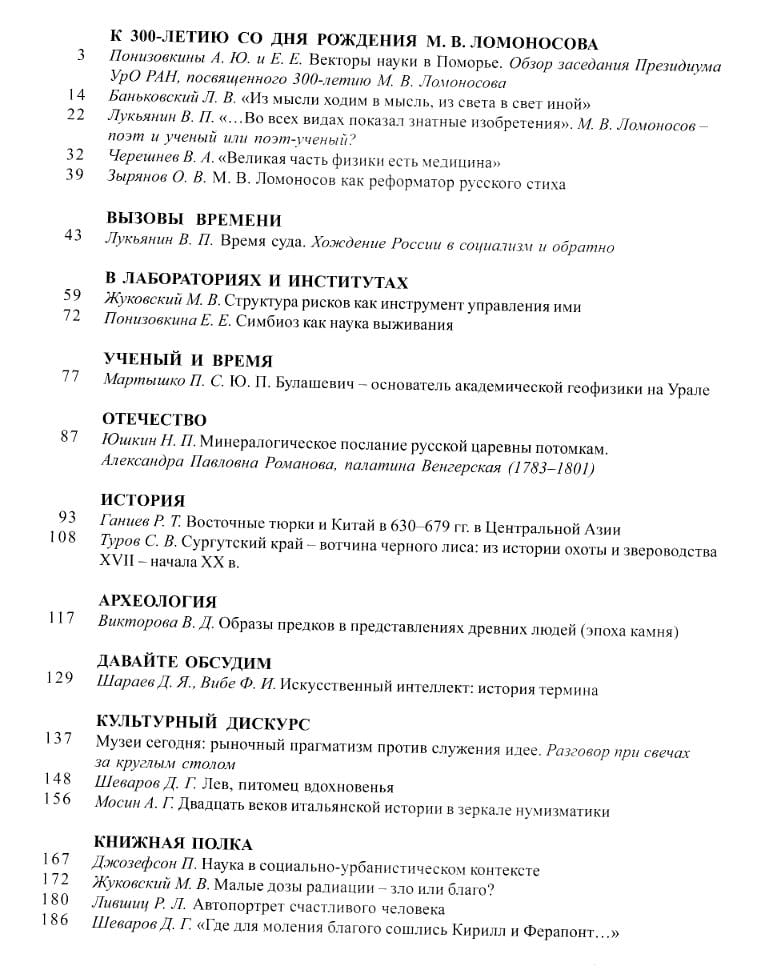 К 300-ЛЕТИЮ СО ДНЯ РОЖДЕНИЯ М. В. ЛОМОНОСОВА
3 Понизовкины А. Ю. и Е. Е. Векторы науки в Поморье. Обзор заседания Президиума
УрО РАН, посвященного 300-летию М. В. Ломоносова
14 Баньковский Л. В. «Из мысли ходим в мысль, из света в свет иной»
22 Лукьянин В. П. «…Во всех видах показал знатные изобретения». М. В. Ломоносов –
поэт и ученый или поэт-ученый?
32 Черешнев В. А. «Великая часть физики есть медицина»
39 Зырянов О. В. М. В. Ломоносов как реформатор русского стиха
ВЫЗОВЫ ВРЕМЕНИ
43 Лукьянин В. П. Время суда. Хождение России в социализм и обратно
В ЛАБОРАТОРИЯХ И ИНСТИТУТАХ
59 Жуковский М. В. Структура рисков как инструмент управления ими
72 Понизовкина Е. Е. Симбиоз как наука выживания
УЧЕНЫЙ И ВРЕМЯ
77 Мартышко П. С. Ю. П. Булашевич – основатель академической геофизики на Урале
ОТЕЧЕСТВО
87 Юшкин Н. П. Минералогическое послание русской царевны потомкам.
Александра Павловна Романова, палатина Венгерская (1783–1801)
ИСТОРИЯ
93 Ганиев Р. Т. Восточные тюрки и Китай в 630–679 гг. в Центральной Азии
108 Туров С. В. Сургутский край – вотчина черного лиса: из истории охоты и звероводства
XVII – начала XX в.
АРХЕОЛОГИЯ
117 Викторова В. Д. Образы предков в представлениях древних людей (эпоха камня)
ДАВАЙТЕ ОБСУДИМ
129 Шараев Д. Я., Вибе Ф. И. Искусственный интеллект: история термина
КУЛЬТУРНЫЙ ДИСКУРС
137 Музеи сегодня: рыночный прагматизм против служения идее. Разговор при свечах
за круглым столом
148 Шеваров Д. Г. Лев, питомец вдохновенья
156 Мосин А. Г. Двадцать веков итальянской истории в зеркале нумизматики
КНИЖНАЯ ПОЛКА
167 Джозефсон П. Наука в социально-урбанистическом контексте
172 Жуковский М. В. Малые дозы радиации – зло или благо?
180 Лившиц Р. Л. Автопортрет счастливого человека
186 Шеваров Д. Г. «Где для моления благого сошлись Кирилл и Ферапонт…»